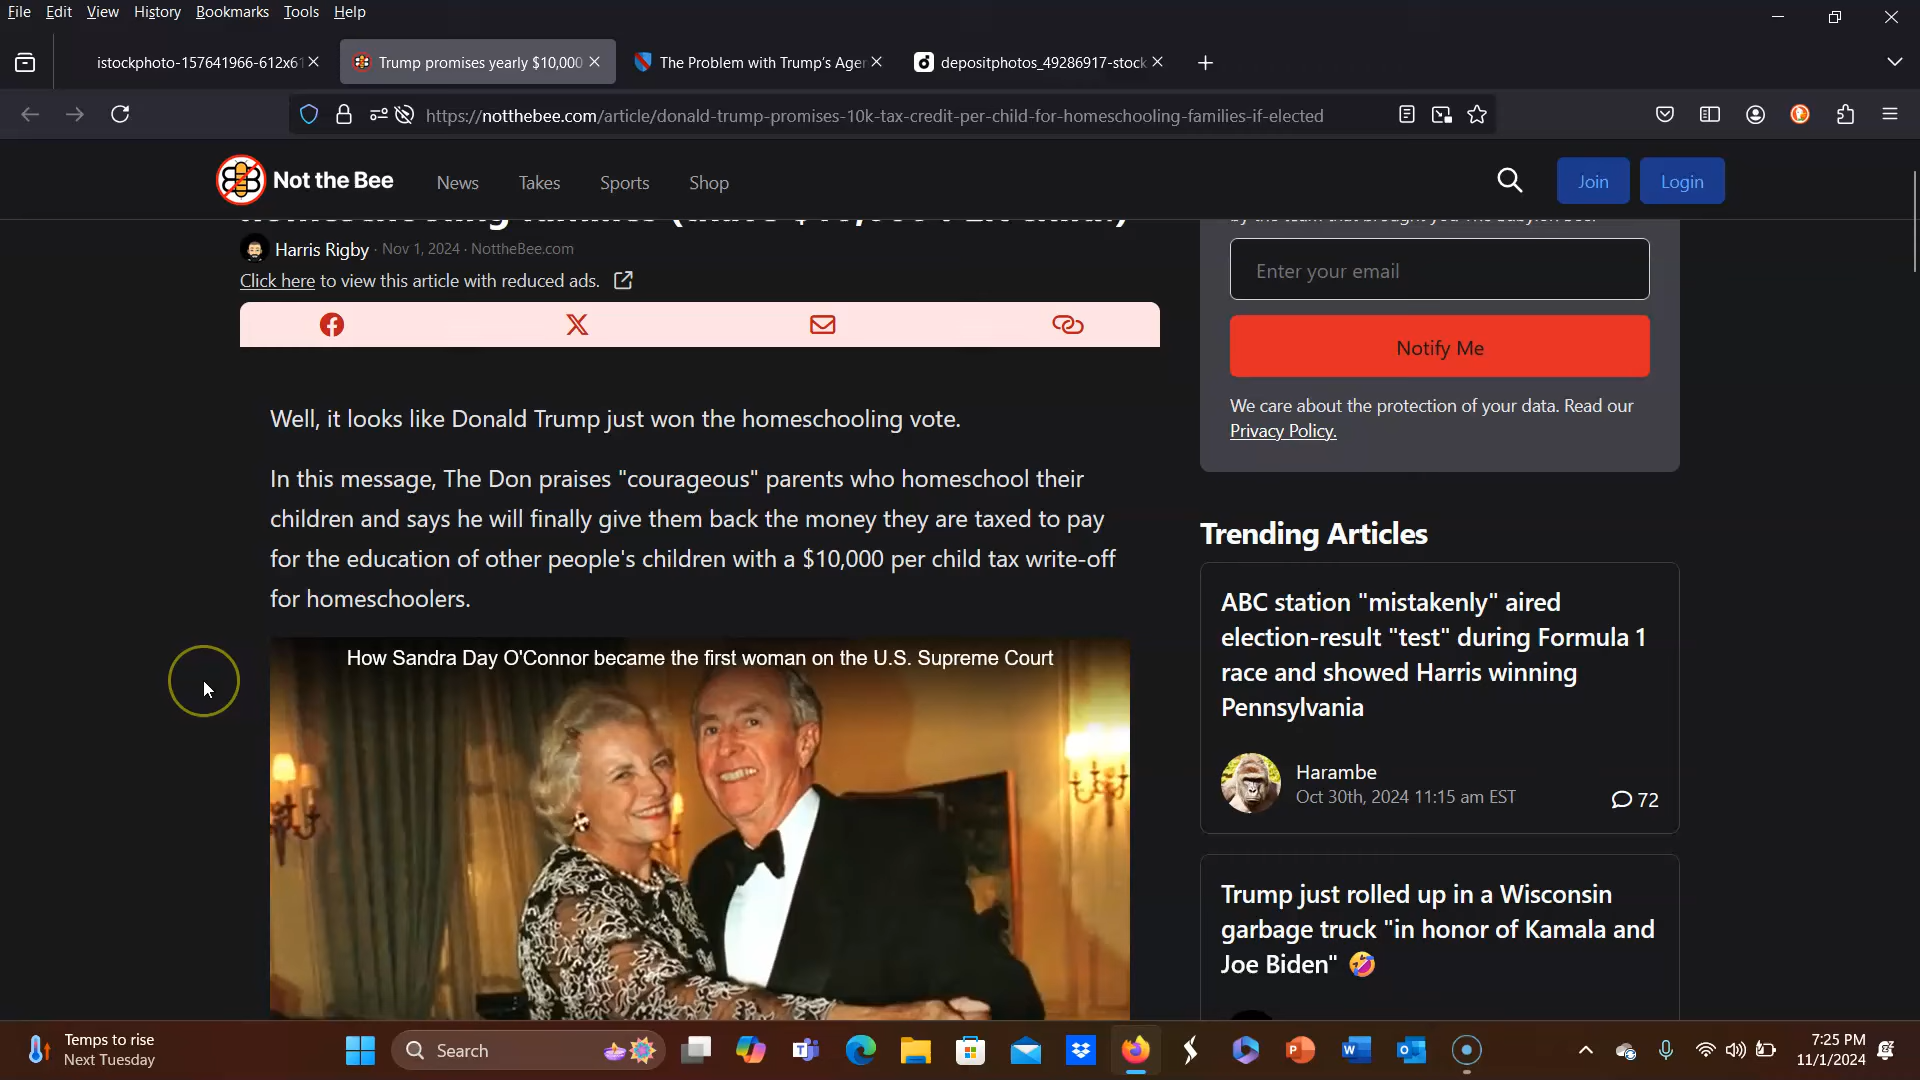 File Edit View History Bookmarks Tools Help
istockphoto-157641966-612x61
Trump promises yearly $10,000
The Problem with Trump's Agen
depositphotos_49286917-stock
https://notthebee.com/article/donald-trump-promises-10k-tax-credit-per-child-for-homeschooling-families-if-elected
Not the Bee
News
Takes
Sports
Shop
Join
Login
Harris Rigby · Nov 1, 2024 · NottheBee.com
Click here to view this article with reduced ads.
Well, it looks like Donald Trump just won the homeschooling vote.
In this message, The Don praises "courageous" parents who homeschool their
children and says he will finally give them back the money they are taxed to pay
for the education of other people's children with a $10,000 per child tax write-off
for homeschoolers.
How Sandra Day O'Connor became the first woman on the U.S. Supreme Court
Enter your email
Notify Me
We care about the protection of your data. Read our
Privacy Policy.
Trending Articles
ABC station "mistakenly" aired
election-result "test" during Formula 1
race and showed Harris winning
Pennsylvania
Harambe
Oct 30th, 2024 11:15 am EST
72
Trump just rolled up in a Wisconsin
garbage truck "in honor of Kamala and
Joe Biden" 🤣
Temps to rise
Next Tuesday
Search
7:25 PM
11/1/2024